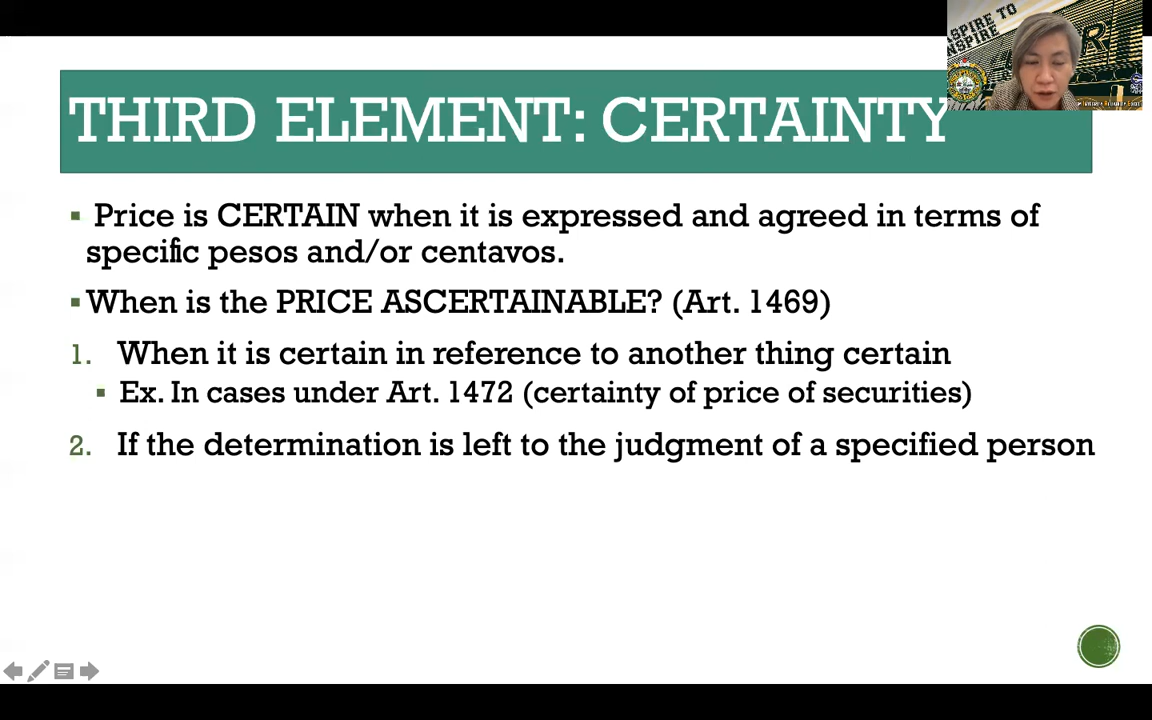 ASPIRE TO
INSPIRE
THIRD ELEMENT: CERTAINTY
▪ Price is CERTAIN when it is expressed and agreed in terms of
specific pesos and/or centavos.
▪ When is the PRICE ASCERTAINABLE? (Art. 1469)
1. When it is certain in reference to another thing certain
▪ Ex. In cases under Art. 1472 (certainty of price of securities)
2. If the determination is left to the judgment of a specified person